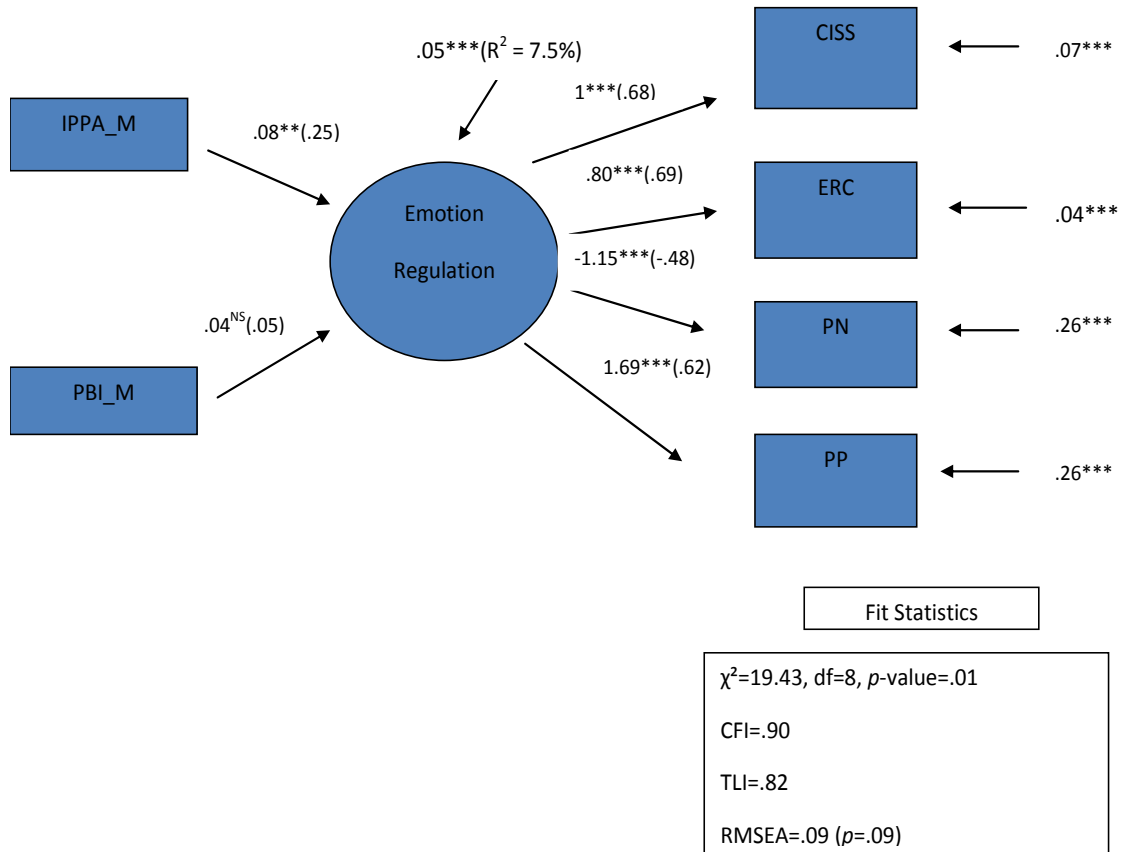 CISS
.05***(R² = 7.5%)
.07***
1***(.68)
IPPA_M
.08**(.25)
.80***(.69)
ERC
Emotion
Regulation
.04***
-1.15***(-.48)
.04ᴺˢ(.05)
PN
.26***
1.69***(.62)
PBI_M
PP
.26***
Fit Statistics
χ²=19.43, df=8, p-value=.01
CFI=.90
TLI=.82
RMSEA=.09 (p=.09)